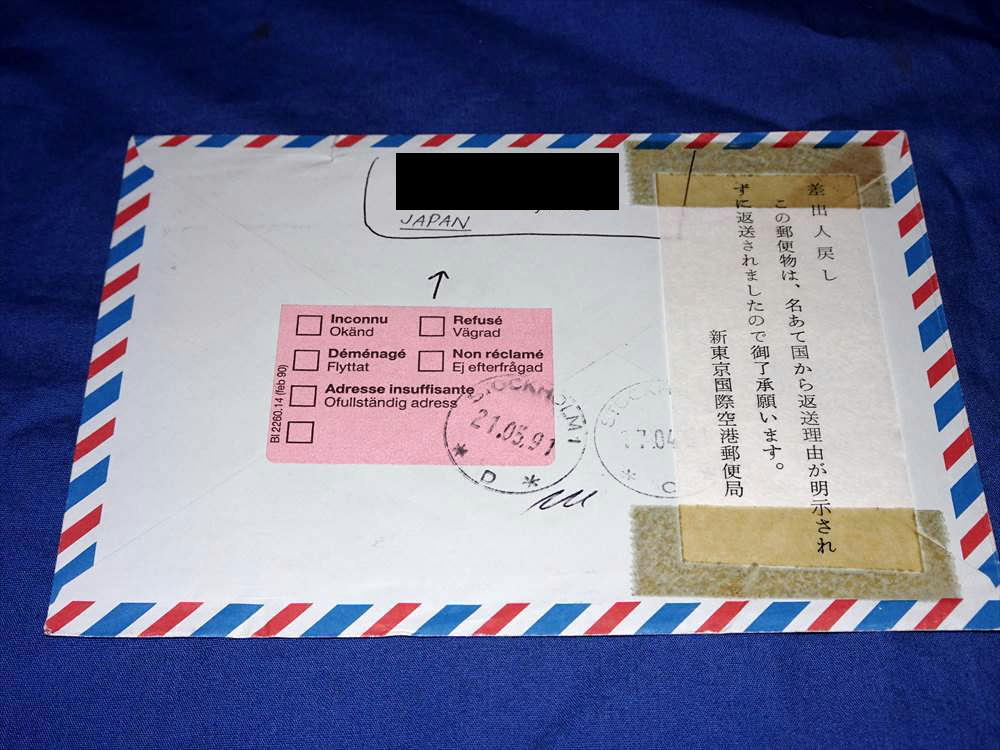 JAPAN
Inconnu
Okänd
Refusé
Vägrad
Déménagé
Flyttat
Non réclamé
Ej efterfrågad
Adresse insuffisante
Ofullständig adress
Bl 2260.14 (feb 90)
STOCKHOLM 1
21.05.91
* D *
STOCKH
7.04
* C
差出人戻し
この郵便物は、名あて国から返送理由が明示され
ずに返送されましたので御了承願います。
新東京国際空港郵便局